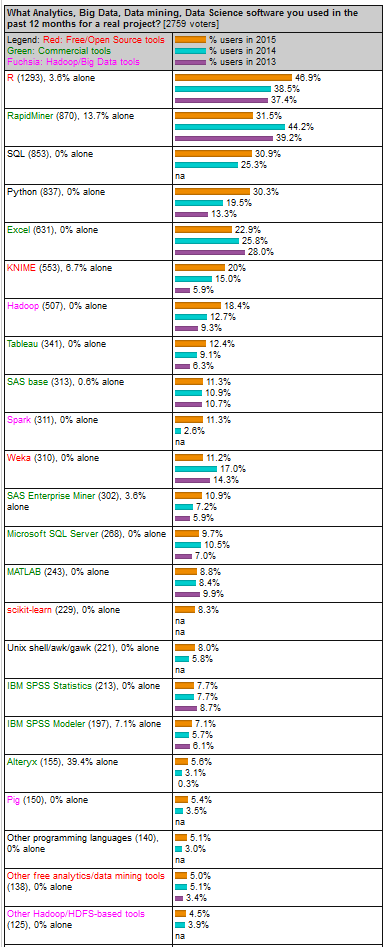 What Analytics, Big Data, Data mining, Data Science software you used in the
past 12 months for a real project? [2759 voters]
Legend: Red: Free/Open Source tools
Green: Commercial tools
Fuchsia: Hadoop/Big Data tools
% users in 2015
% users in 2014
% users in 2013
R (1293), 3.6% alone
46.9%
38.5%
37.4%
RapidMiner (870), 13.7% alone
31.5%
44.2%
39.2%
SQL (853), 0% alone
30.9%
25.3%
na
Python (837), 0% alone
30.3%
19.5%
13.3%
Excel (631), 0% alone
22.9%
25.8%
28.0%
KNIME (553), 6.7% alone
20%
15.0%
5.9%
Hadoop (507), 0% alone
18.4%
12.7%
9.3%
Tableau (341), 0% alone
12.4%
9.1%
6.3%
SAS base (313), 0.6% alone
11.3%
10.9%
10.7%
Spark (311), 0% alone
11.3%
2.6%
na
Weka (310), 0% alone
11.2%
17.0%
14.3%
SAS Enterprise Miner (302), 3.6%
alone
10.9%
7.2%
5.9%
Microsoft SQL Server (268), 0% alone
9.7%
10.5%
7.0%
MATLAB (243), 0% alone
8.8%
8.4%
9.9%
scikit-learn (229), 0% alone
8.3%
na
na
Unix shell/awk/gawk (221), 0% alone
8.0%
5.8%
na
IBM SPSS Statistics (213), 0% alone
7.7%
7.7%
8.7%
IBM SPSS Modeler (197), 7.1% alone
7.1%
5.7%
6.1%
Alteryx (155), 39.4% alone
5.6%
3.1%
0.3%
Pig (150), 0% alone
5.4%
3.5%
na
Other programming languages (140),
0% alone
5.1%
3.0%
na
Other free analytics/data mining tools
(138), 0% alone
5.0%
5.1%
3.4%
Other Hadoop/HDFS-based tools
(125), 0% alone
4.5%
3.9%
na